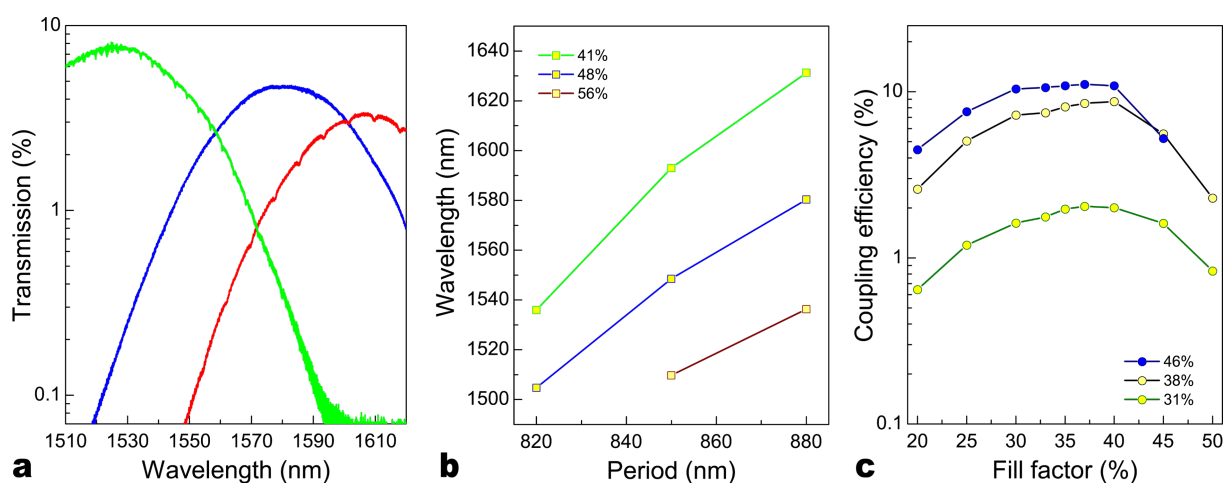 10
1
0.1
Transmission (%)
1510 1530 1550 1570 1590 1610
Wavelength (nm)
a
1640
1620
1600
1580
1560
1540
1520
1500
Wavelength (nm)
41%
48%
56%
820 840 860 880
Period (nm)
b
10
1
0.1
Coupling efficiency (%)
46%
38%
31%
20 25 30 35 40 45 50
Fill factor (%)
c